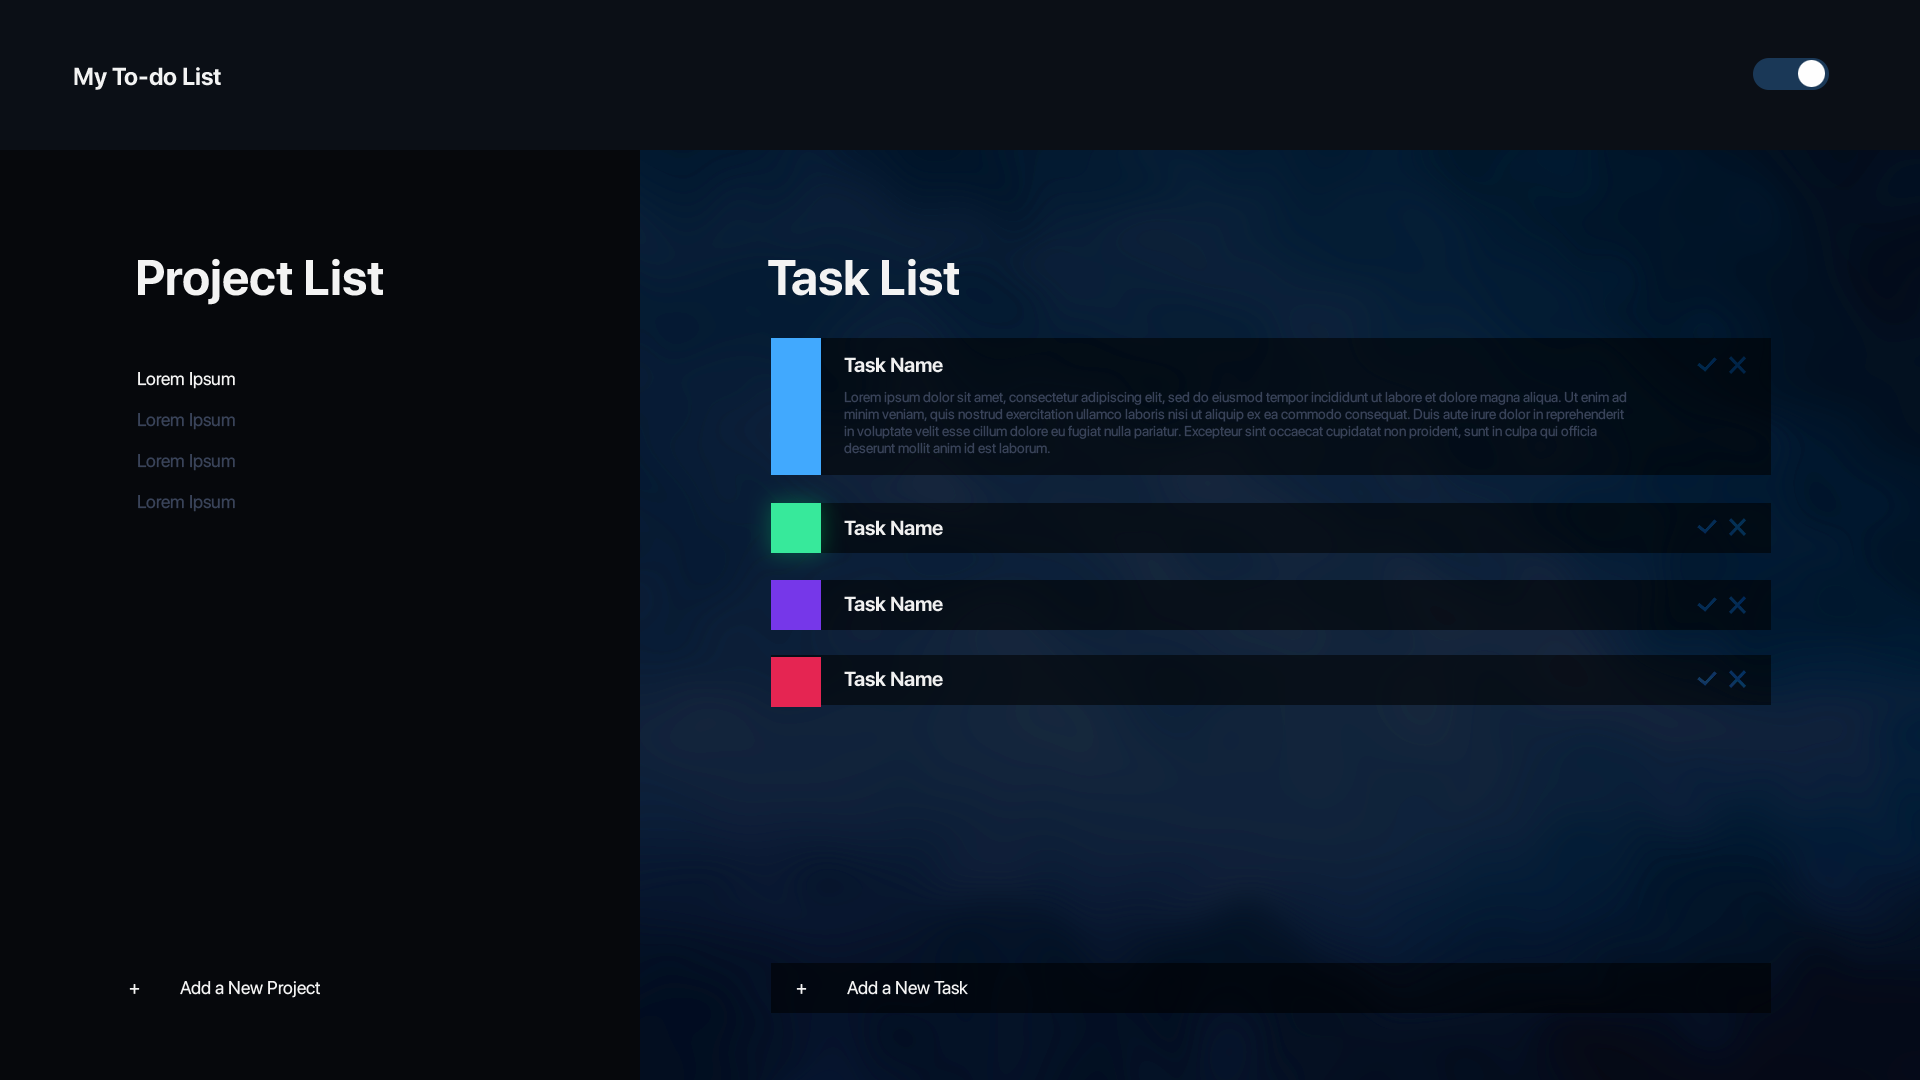 My To-do List
Project List
Lorem Ipsum
Lorem Ipsum
Lorem Ipsum
Lorem Ipsum
+ Add a New Project
Task List
Task Name
Lorem ipsum dolor sit amet, consectetur adipiscing elit, sed do eiusmod tempor incididunt ut labore et dolore magna aliqua. Ut enim ad
minim veniam, quis nostrud exercitation ullamco laboris nisi ut aliquip ex ea commodo consequat. Duis aute irure dolor in reprehenderit
in voluptate velit esse cillum dolore eu fugiat nulla pariatur. Excepteur sint occaecat cupidatat non proident, sunt in culpa qui officia
deserunt mollit anim id est laborum.
Task Name
Task Name
Task Name
+ Add a New Task